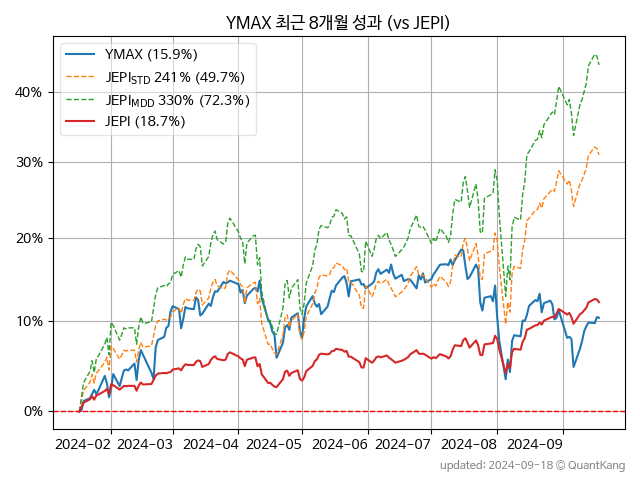 YMAX 최근 8개월 성과 (vs JEPI)
YMAX (15.9%)
JEPI_STD 241% (49.7%)
JEPI_MDD 330% (72.3%)
JEPI (18.7%)
40%
30%
20%
10%
0%
2024-02 2024-03 2024-04 2024-05 2024-06 2024-07 2024-08 2024-09
updated: 2024-09-18 @ QuantKang